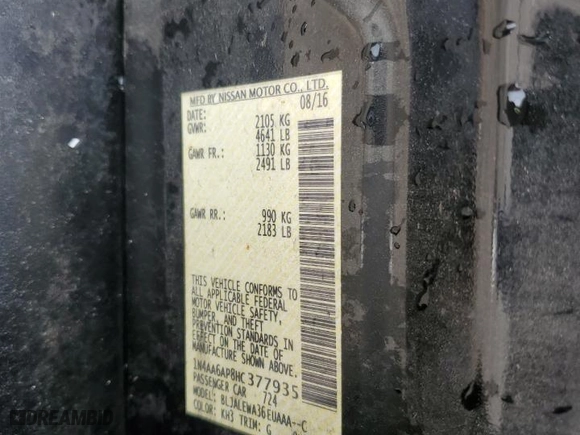 MFD BY NISSAN MOTOR CO., LTD.
DATE: 08/16
GVWR: 2105 KG
4641 LB
GAWR FR.: 1130 KG
2491 LB
GAWR RR.: 990 KG
2183 LB
THIS VEHICLE CONFORMS TO
ALL APPLICABLE FEDERAL
MOTOR VEHICLE SAFETY,
BUMPER, AND THEFT
PREVENTION STANDARDS IN
EFFECT ON THE DATE OF
MANUFACTURE SHOWN ABOVE.
1N4AA6AP8HC377935
PASSENGER CAR 724
MODEL: BLJALEWA36EUAAA--C
COLOR: KH3 TRIM: G
DREAMBID